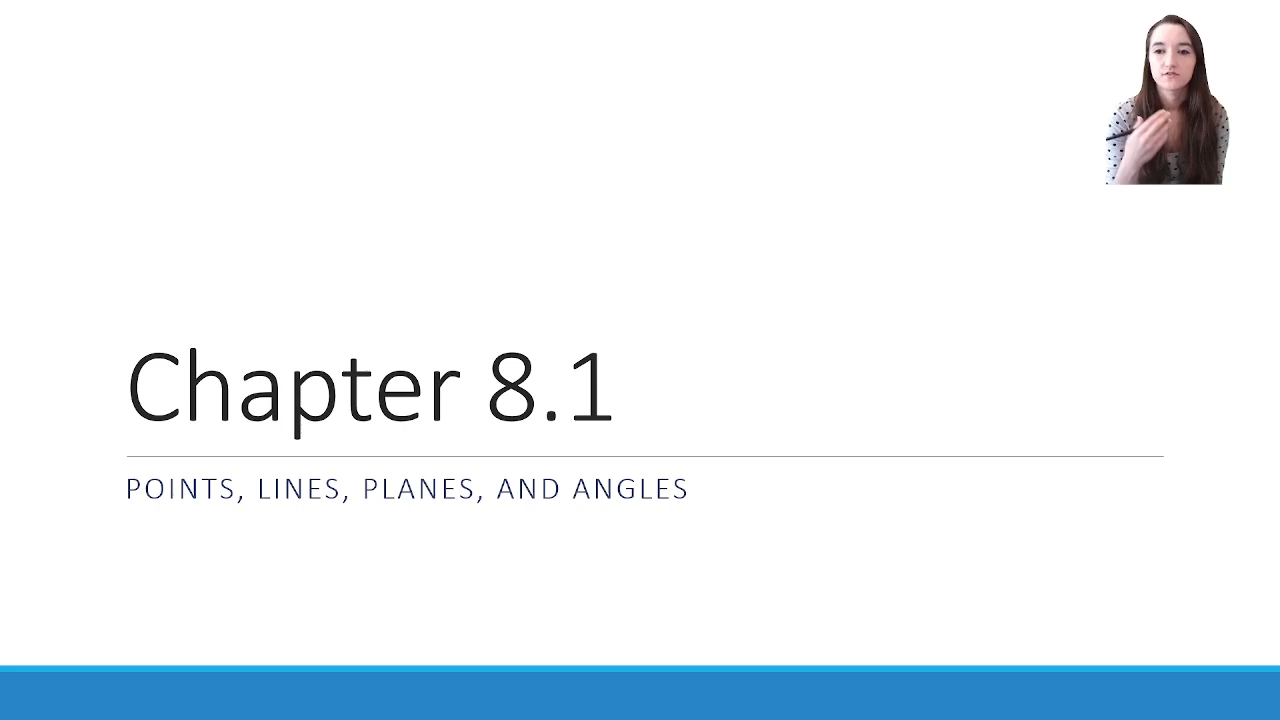 Chapter 8.1
POINTS, LINES, PLANES, AND ANGLES